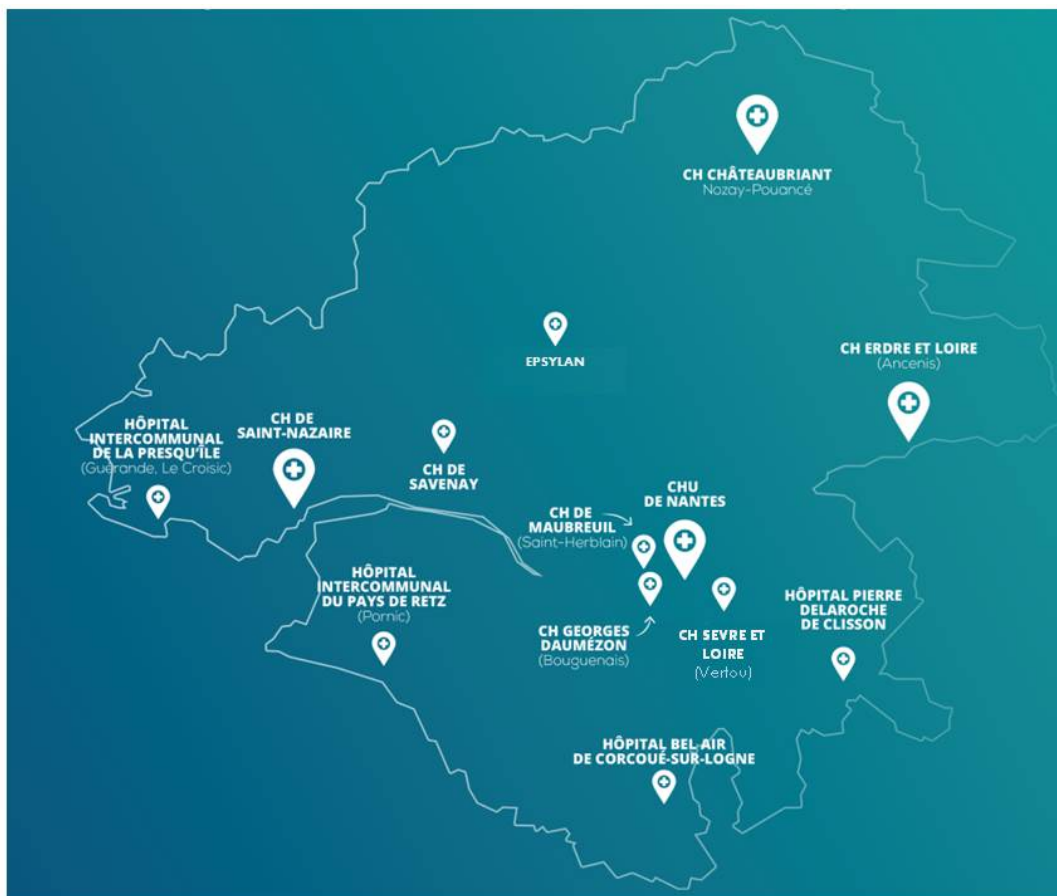 CH CHÂTEAUBRIANT
Nozay-Pouancé
EPSYLAN
CH ERDRE ET LOIRE
(Ancenis)
HÔPITAL
INTERCOMMUNAL
DE LA PRESQU'ÎLE
(Guérande, Le Croisic)
CH DE
SAINT-NAZAIRE
CH DE
SAVENAY
CHU
DE NANTES
CH DE
MAUBREUIL
(Saint-Herblain)
HÔPITAL
INTERCOMMUNAL
DU PAYS DE RETZ
(Pornic)
CH GEORGES
DAUMÉZON
(Bouguenais)
CH SEVRE ET
LOIRE
(Vertou)
HÔPITAL PIERRE
DELAROCHE
DE CLISSON
HÔPITAL BEL AIR
DE CORCOUÉ-SUR-LOGNE